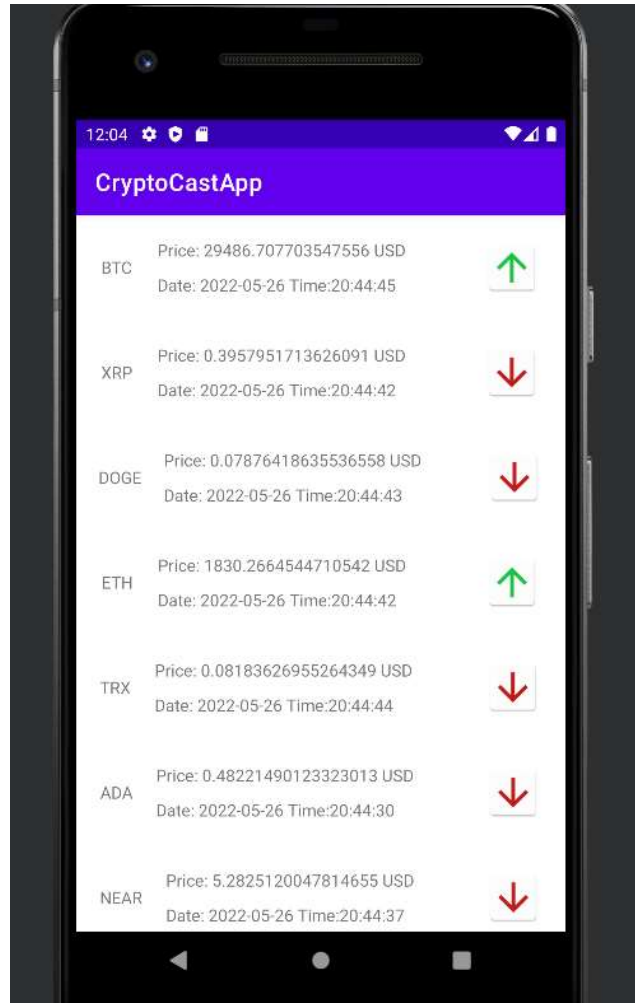 12:04
CryptoCastApp
BTC
Price: 29486.707703547556 USD
Date: 2022-05-26 Time:20:44:45
XRP
Price: 0.3957951713626091 USD
Date: 2022-05-26 Time:20:44:42
DOGE
Price: 0.07876418635536558 USD
Date: 2022-05-26 Time:20:44:43
ETH
Price: 1830.2664544710542 USD
Date: 2022-05-26 Time:20:44:42
TRX
Price: 0.08183626955264349 USD
Date: 2022-05-26 Time:20:44:44
ADA
Price: 0.48221490123323013 USD
Date: 2022-05-26 Time:20:44:30
NEAR
Price: 5.2825120047814655 USD
Date: 2022-05-26 Time:20:44:37